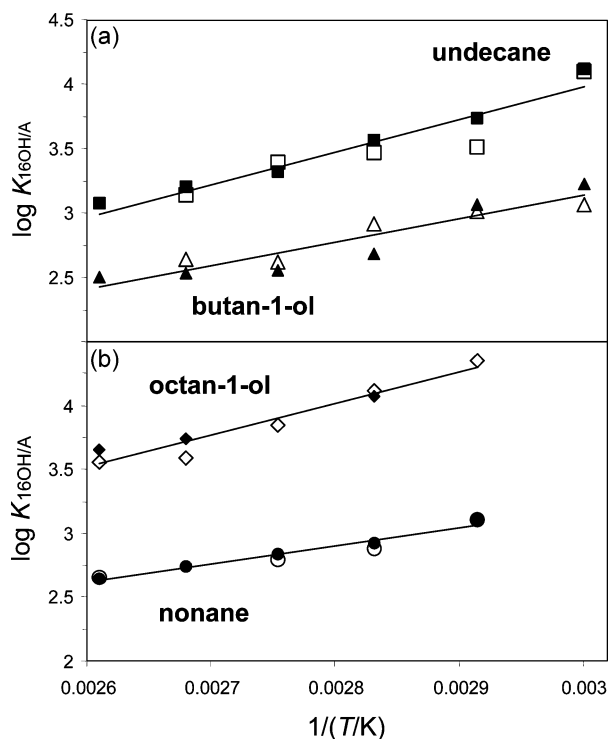 (a)
undecane
4.5
4
3.5
3
2.5
log K16OH/A
butan-1-ol
(b)
octan-1-ol
4
3.5
3
2.5
2
log K16OH/A
nonane
0.0026 0.0027 0.0028 0.0029 0.003
1/(T/K)